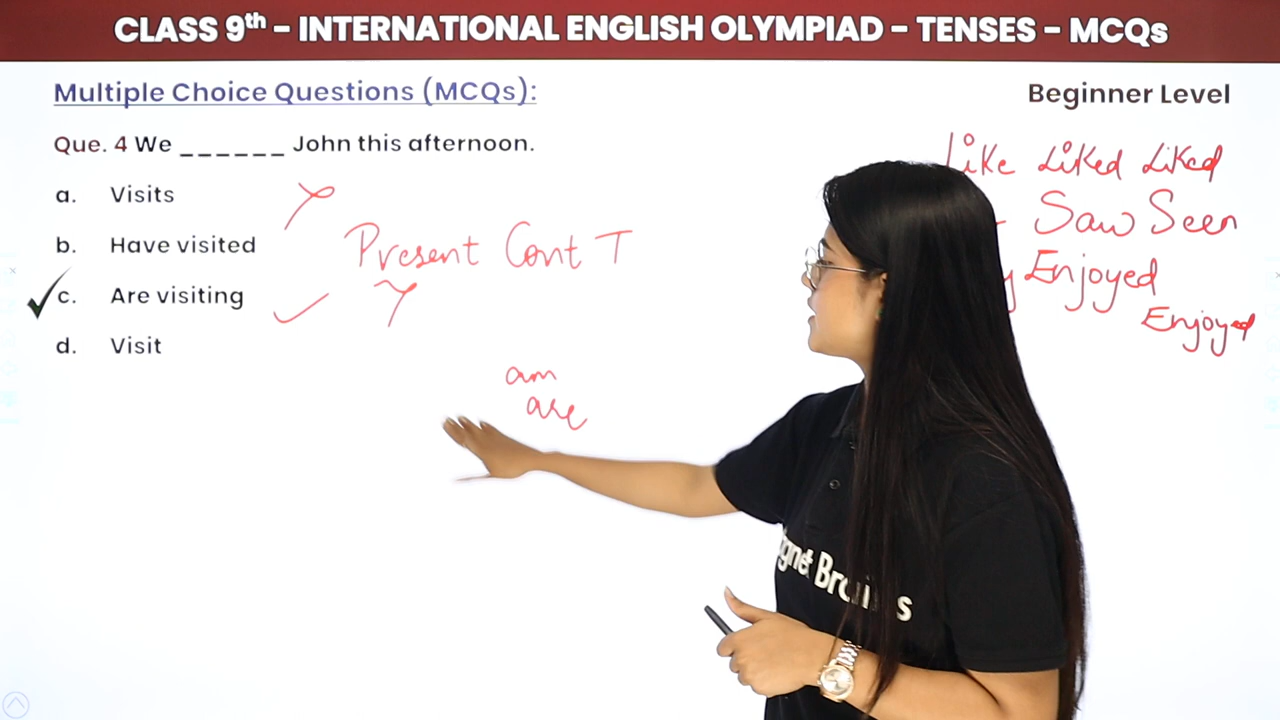 CLASS 9th - INTERNATIONAL ENGLISH OLYMPIAD - TENSES - MCQs
Multiple Choice Questions (MCQs):
Beginner Level
Que. 4 We ______ John this afternoon.
a. Visits
b. Have visited
c. Are visiting
d. Visit
Present Cont T
am
are
Like Liked Liked
Saw Seen
Enjoyed
Enjoyed